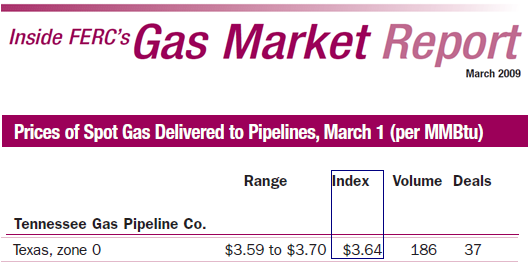 Inside FERC's Gas Market Report
March 2009
Prices of Spot Gas Delivered to Pipelines, March 1 (per MMBtu)
Range Index Volume Deals
Tennessee Gas Pipeline Co.
Texas, zone 0 $3.59 to $3.70 $3.64 186 37